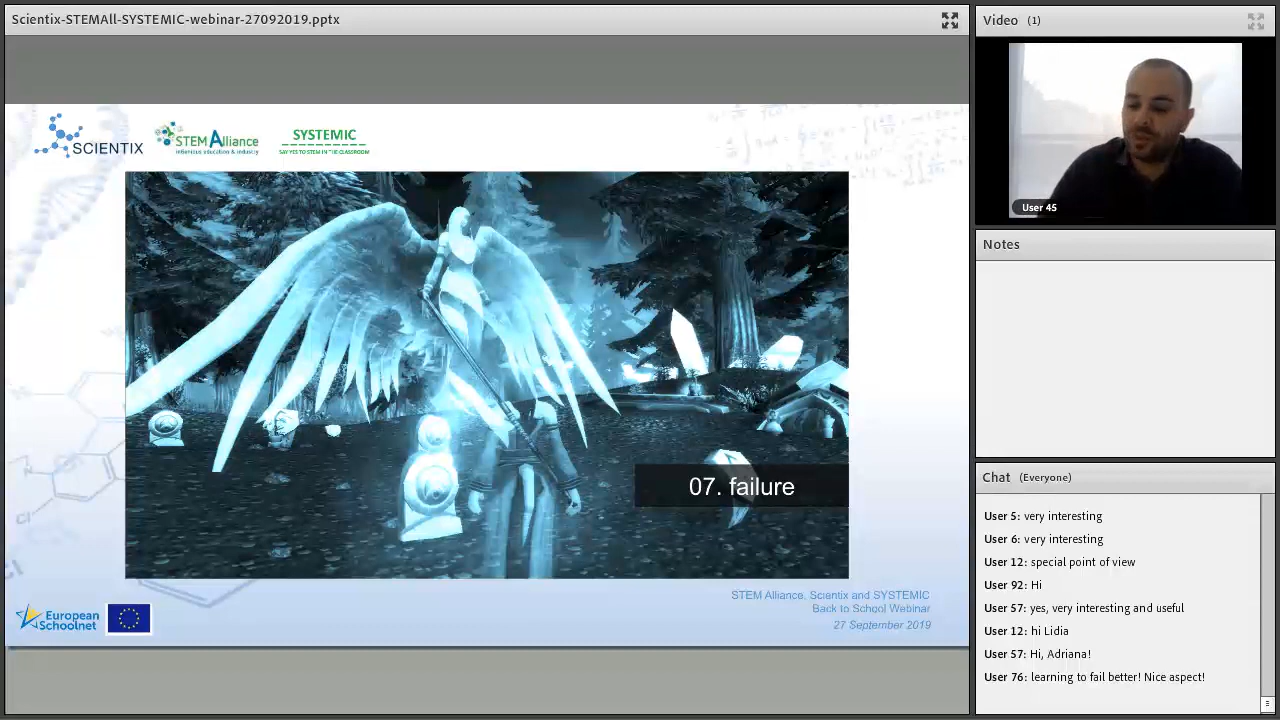 Scientix-STEMAll-SYSTEMIC-webinar-27092019.pptx
SCIENTIX
STEM Alliance
inGenious education & industry
SYSTEMIC
SAY YES TO STEM IN THE CLASSROOM
07. failure
European
Schoolnet
STEM Alliance, Scientix and SYSTEMIC
Back to School Webinar
27 September 2019
Video (1)
User 45
Notes
Chat (Everyone)
User 5: very interesting
User 6: very interesting
User 12: special point of view
User 92: Hi
User 57: yes, very interesting and useful
User 12: hi Lidia
User 57: Hi, Adriana!
User 76: learning to fail better! Nice aspect!